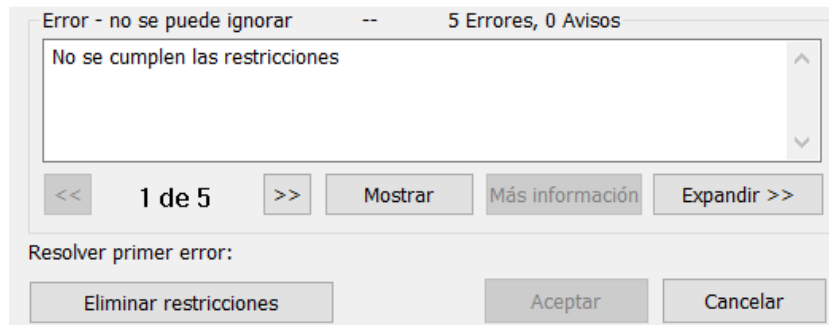 Error - no se puede ignorar -- 5 Errores, 0 Avisos
No se cumplen las restricciones
<< 1 de 5 >> Mostrar Más información Expandir >>
Resolver primer error:
Eliminar restricciones Aceptar Cancelar